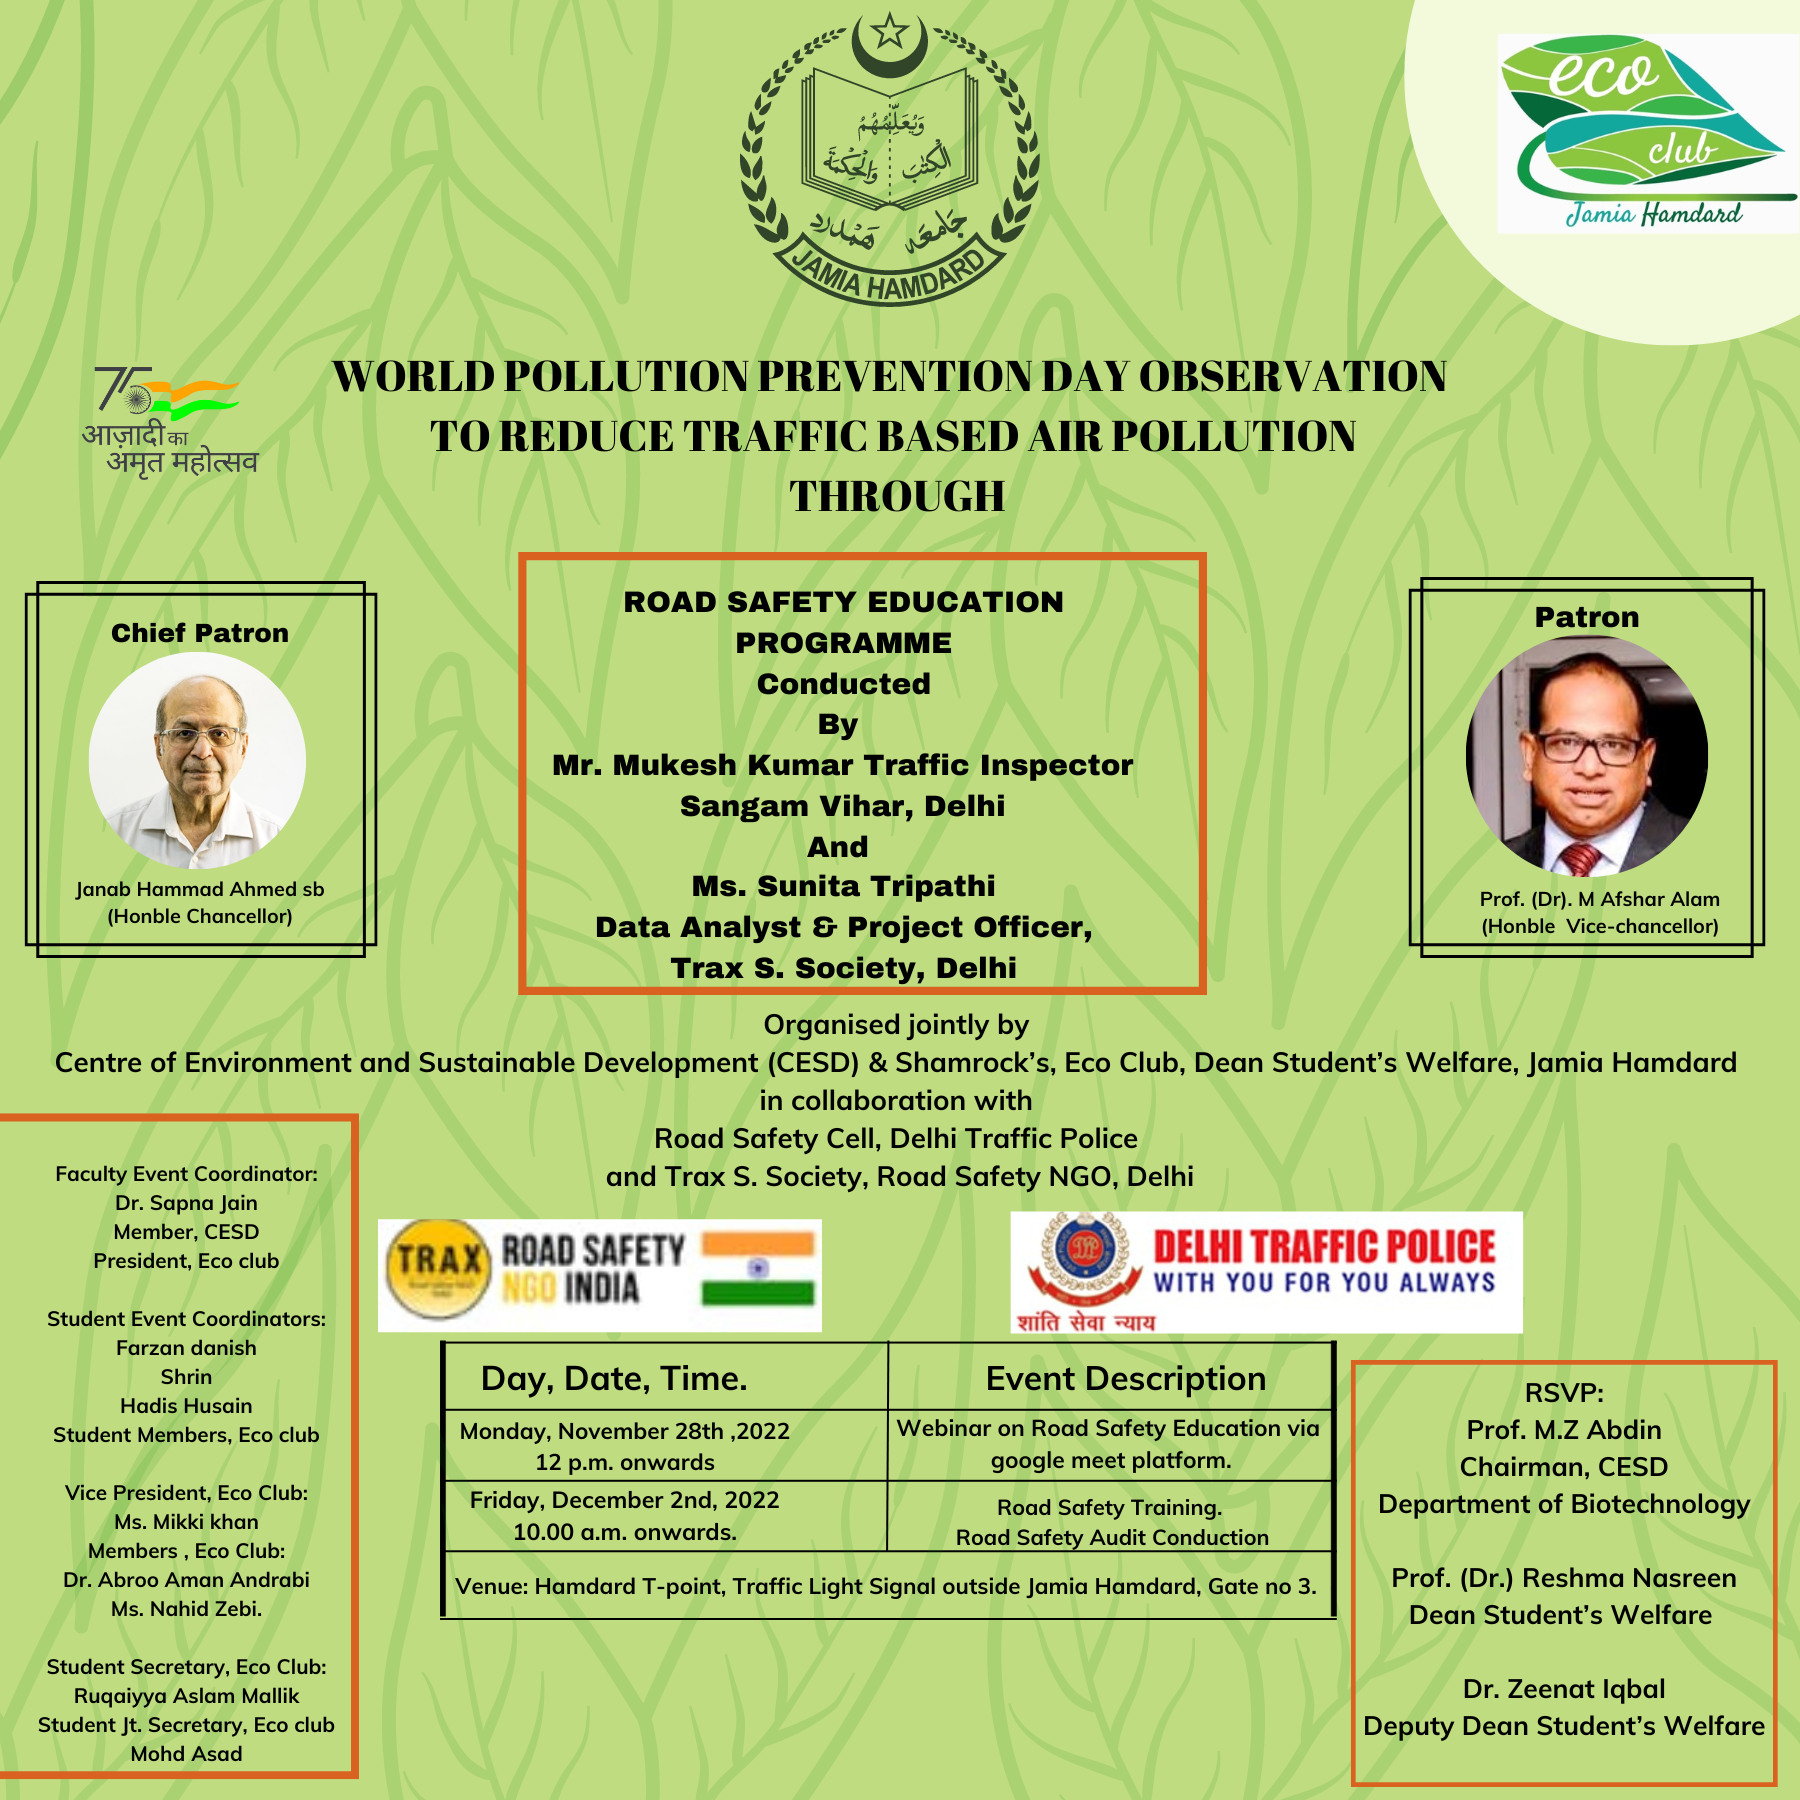 وَيُعَلِّمُهُمُ
الْكِتٰبَ وَالْحِكْمَةَ
جَامعَه هَمْدرد
JAMIA HAMDARD
eco
club
Jamia Hamdard
75
आज़ादी का
अमृत महोत्सव
WORLD POLLUTION PREVENTION DAY OBSERVATION
TO REDUCE TRAFFIC BASED AIR POLLUTION
THROUGH
Chief Patron
Janab Hammad Ahmed sb
(Honble Chancellor)
ROAD SAFETY EDUCATION
PROGRAMME
Conducted
By
Mr. Mukesh Kumar Traffic Inspector
Sangam Vihar, Delhi
And
Ms. Sunita Tripathi
Data Analyst & Project Officer,
Trax S. Society, Delhi
Patron
Prof. (Dr). M Afshar Alam
(Honble Vice-chancellor)
Organised jointly by
Centre of Environment and Sustainable Development (CESD) & Shamrock’s, Eco Club, Dean Student’s Welfare, Jamia Hamdard
in collaboration with
Road Safety Cell, Delhi Traffic Police
and Trax S. Society, Road Safety NGO, Delhi
Faculty Event Coordinator:
Dr. Sapna Jain
Member, CESD
President, Eco club
Student Event Coordinators:
Farzan danish
Shrin
Hadis Husain
Student Members, Eco club
Vice President, Eco Club:
Ms. Mikki khan
Members , Eco Club:
Dr. Abroo Aman Andrabi
Ms. Nahid Zebi.
Student Secretary, Eco Club:
Ruqaiyya Aslam Mallik
Student Jt. Secretary, Eco club
Mohd Asad
TRAX
ROAD SAFETY
NGO INDIA
DELHI TRAFFIC POLICE
WITH YOU FOR YOU ALWAYS
शांति सेवा न्याय
Day, Date, Time.
Event Description
Monday, November 28th ,2022
12 p.m. onwards
Webinar on Road Safety Education via
google meet platform.
Friday, December 2nd, 2022
10.00 a.m. onwards.
Road Safety Training.
Road Safety Audit Conduction
Venue: Hamdard T-point, Traffic Light Signal outside Jamia Hamdard, Gate no 3.
RSVP:
Prof. M.Z Abdin
Chairman, CESD
Department of Biotechnology
Prof. (Dr.) Reshma Nasreen
Dean Student’s Welfare
Dr. Zeenat Iqbal
Deputy Dean Student’s Welfare